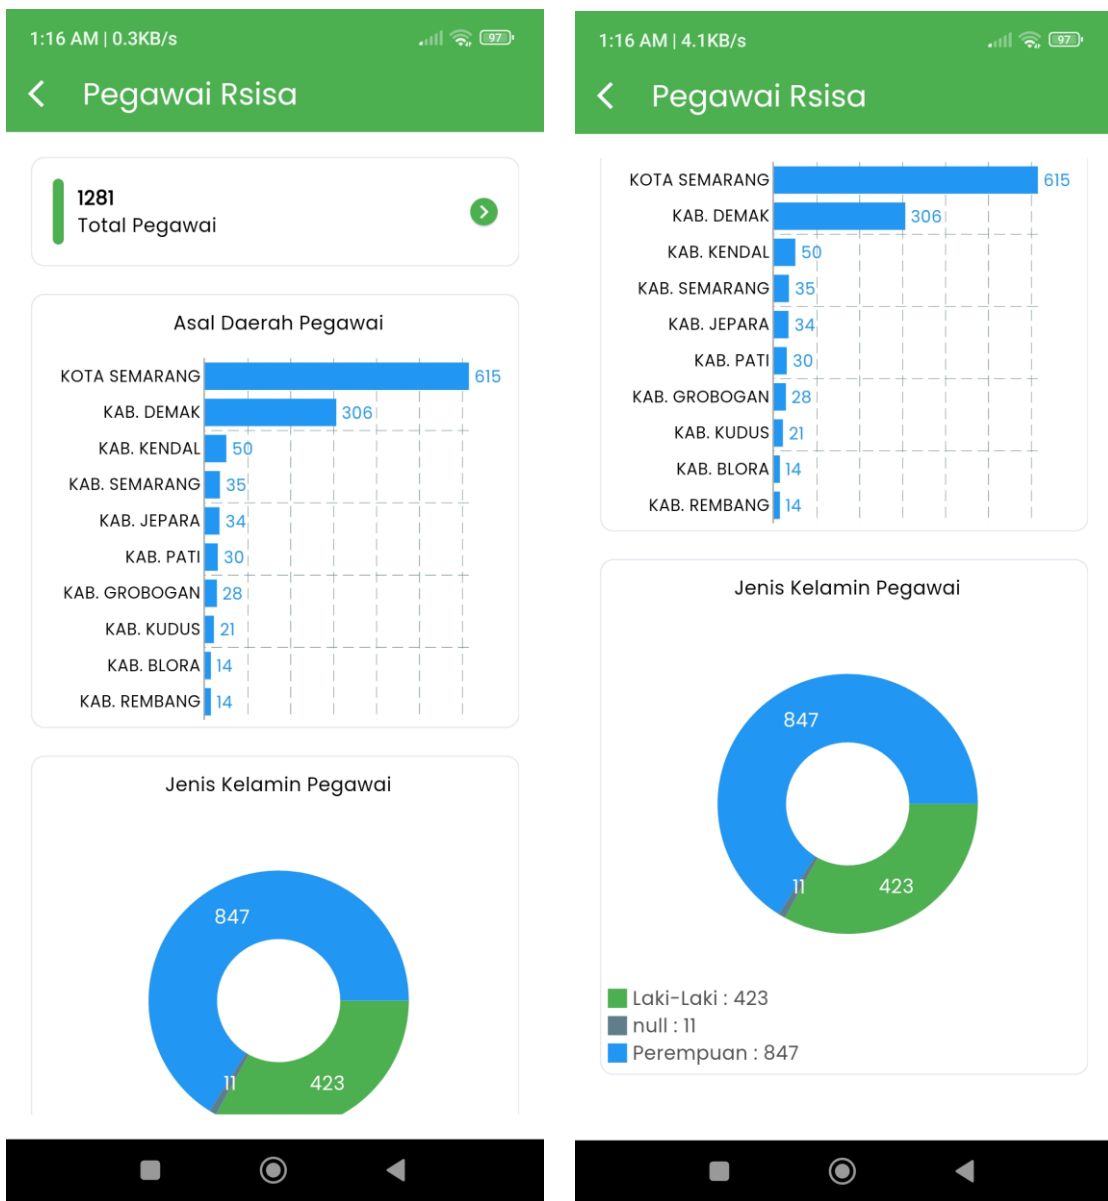 1:16 AM | 0.3KB/s
97
Pegawai Rsisa
1281
Total Pegawai
Asal Daerah Pegawai
KOTA SEMARANG 615
KAB. DEMAK 306
KAB. KENDAL 50
KAB. SEMARANG 35
KAB. JEPARA 34
KAB. PATI 30
KAB. GROBOGAN 28
KAB. KUDUS 21
KAB. BLORA 14
KAB. REMBANG 14
Jenis Kelamin Pegawai
847
11
423
1:16 AM | 4.1KB/s
97
Pegawai Rsisa
KOTA SEMARANG 615
KAB. DEMAK 306
KAB. KENDAL 50
KAB. SEMARANG 35
KAB. JEPARA 34
KAB. PATI 30
KAB. GROBOGAN 28
KAB. KUDUS 21
KAB. BLORA 14
KAB. REMBANG 14
Jenis Kelamin Pegawai
847
11
423
Laki-Laki : 423
null : 11
Perempuan : 847